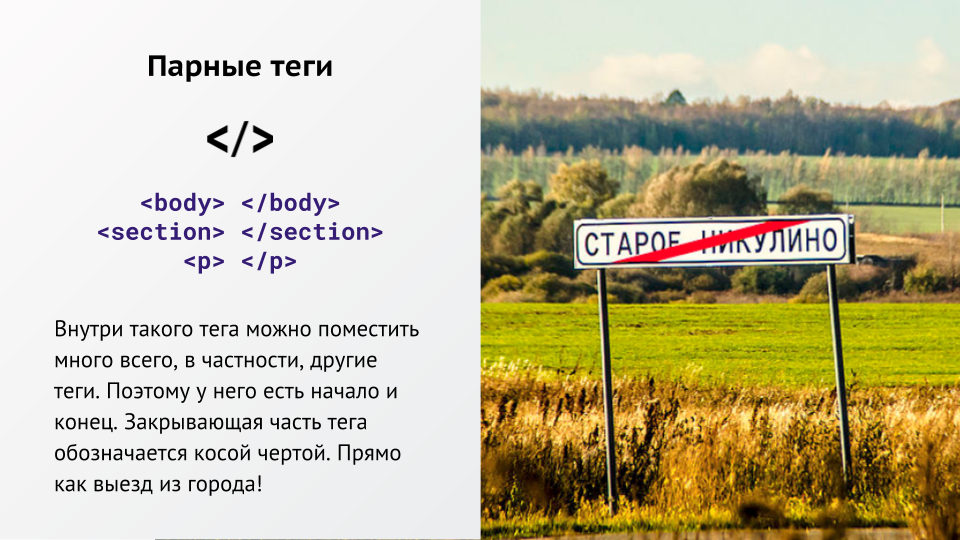 Парные теги
</>
<body> </body>
<section> </section>
<p> </p>
Внутри такого тега можно поместить
много всего, в частности, другие
теги. Поэтому у него есть начало и
конец. Закрывающая часть тега
обозначается косой чертой. Прямо
как выезд из города!
СТАРОЕ НИКУЛИНО